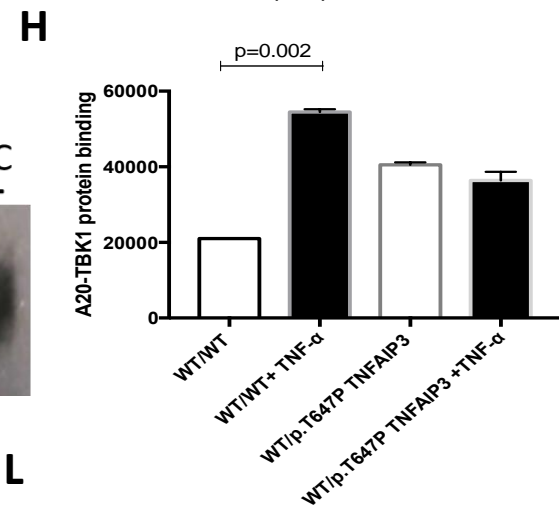 H
p=0.002
60000
40000
20000
0
A20-TBK1 protein binding
WT/WT
WT/WT+ TNF-α
WT/p.T647P TNFAIP3
WT/p.T647P TNFAIP3 +TNF-α
C
L